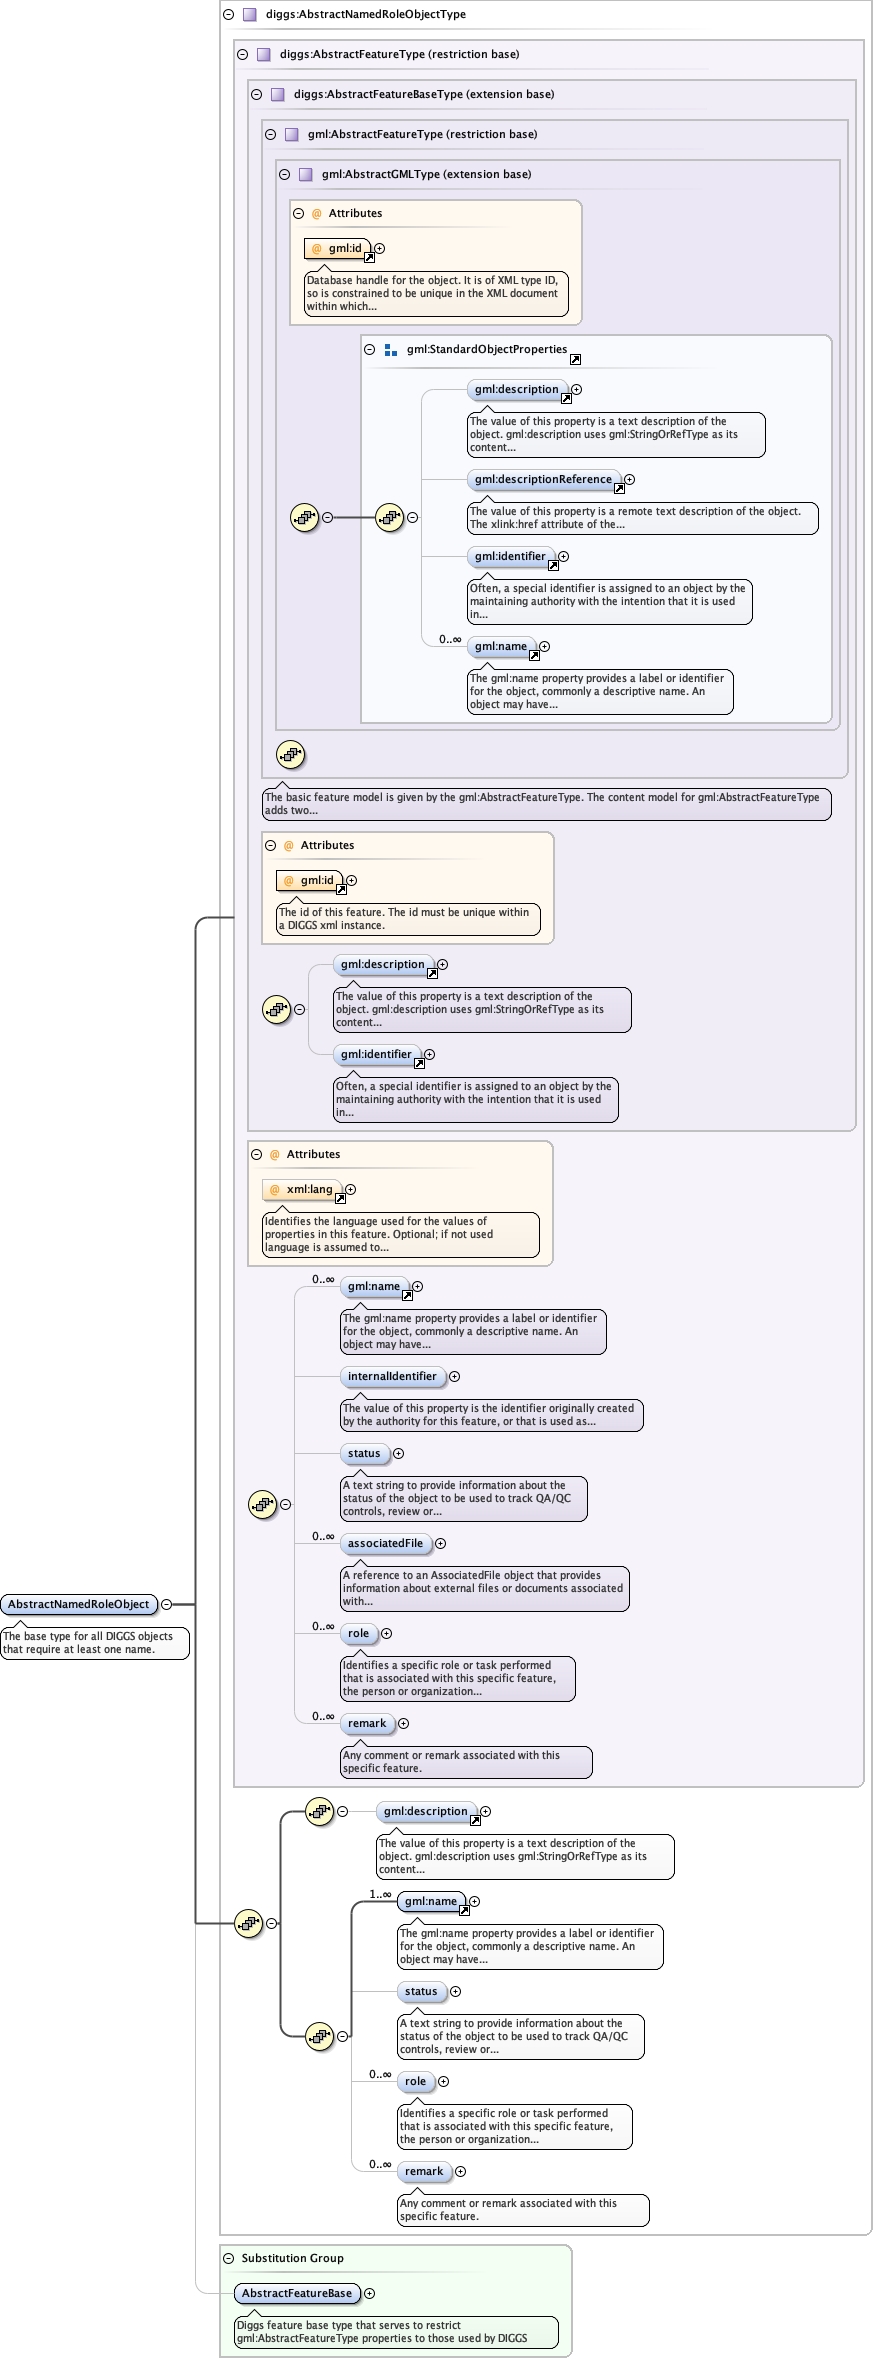 diggs:AbstractNamedRoleObjectType
diggs:AbstractFeatureType (restriction base)
diggs:AbstractFeatureBaseType (extension base)
gml:AbstractFeatureType (restriction base)
gml:AbstractGMLType (extension base)
@ Attributes
@ gml:id
Database handle for the object. It is of XML type ID,
so is constrained to be unique in the XML document
within which...
gml:StandardObjectProperties
gml:description
The value of this property is a text description of the
object. gml:description uses gml:StringOrRefType as its
content...
gml:descriptionReference
The value of this property is a remote text description of the object.
The xlink:href attribute of the...
gml:identifier
Often, a special identifier is assigned to an object by the
maintaining authority with the intention that it is used
in...
0..∞ gml:name
The gml:name property provides a label or identifier
for the object, commonly a descriptive name. An
object may have...
The basic feature model is given by the gml:AbstractFeatureType. The content model for gml:AbstractFeatureType
adds two...
@ Attributes
@ gml:id
The id of this feature. The id must be unique within
a DIGGS xml instance.
gml:description
The value of this property is a text description of the
object. gml:description uses gml:StringOrRefType as its
content...
gml:identifier
Often, a special identifier is assigned to an object by the
maintaining authority with the intention that it is used
in...
@ Attributes
@ xml:lang
Identifies the language used for the values of
properties in this feature. Optional; if not used
language is assumed to...
0..∞ gml:name
The gml:name property provides a label or identifier
for the object, commonly a descriptive name. An
object may have...
internalIdentifier
The value of this property is the identifier originally created
by the authority for this feature, or that is used as...
status
A text string to provide information about the
status of the object to be used to track QA/QC
controls, review or...
0..∞ associatedFile
A reference to an AssociatedFile object that provides
information about external files or documents associated
with...
0..∞ role
Identifies a specific role or task performed
that is associated with this specific feature,
the person or organization...
0..∞ remark
Any comment or remark associated with this
specific feature.
AbstractNamedRoleObject
The base type for all DIGGS objects
that require at least one name.
gml:description
The value of this property is a text description of the
object. gml:description uses gml:StringOrRefType as its
content...
1..∞ gml:name
The gml:name property provides a label or identifier
for the object, commonly a descriptive name. An
object may have...
status
A text string to provide information about the
status of the object to be used to track QA/QC
controls, review or...
0..∞ role
Identifies a specific role or task performed
that is associated with this specific feature,
the person or organization...
0..∞ remark
Any comment or remark associated with this
specific feature.
Substitution Group
AbstractFeatureBase
Diggs feature base type that serves to restrict
gml:AbstractFeatureType properties to those used by DIGGS